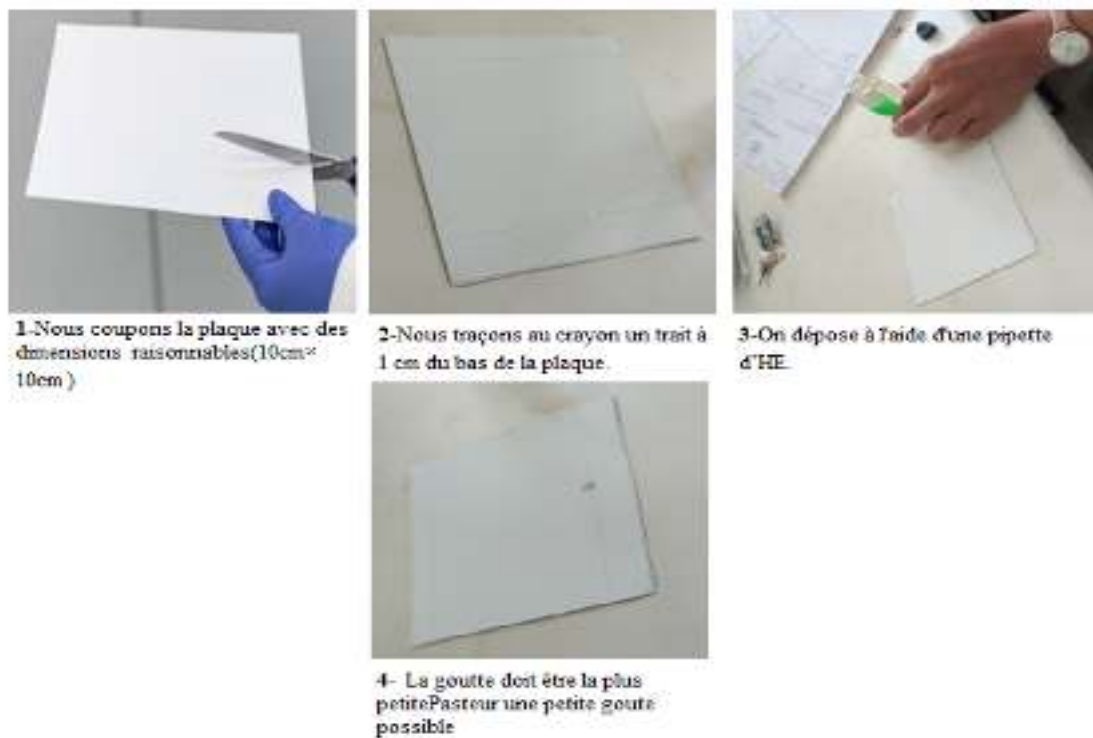 1-Nous coupons la plaque avec des
dimensions raisonnables(10cm×
10cm )
2-Nous traçons au crayon un trait à
1 cm du bas de la plaque.
3-On dépose à l'aide d'une pipette
d'HE.
4- La goutte doit être la plus
petitePasteur une petite goute
possible